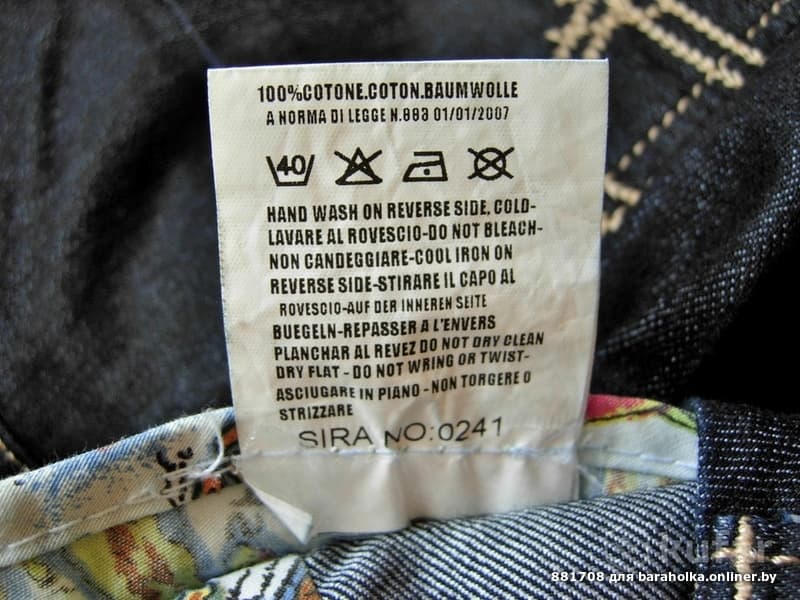 100%COTONE.COTON.BAUMWOLLE
A NORMA DI LEGGE N.883 01/01/2007
40
HAND WASH ON REVERSE SIDE, COLD-
LAVARE AL ROVESCIO-DO NOT BLEACH-
NON CANDEGGIARE-COOL IRON ON
REVERSE SIDE-STIRARE IL CAPO AL
ROVESCIO-AUF DER INNEREN SEITE
BUEGELN-REPASSER A L'ENVERS
PLANCHAR AL REVEZ DO NOT DRY CLEAN
DRY FLAT - DO NOT WRING OR TWIST-
ASCIUGARE IN PIANO - NON TORGERE O
STRIZZARE
SIRA NO:0241
Kufar
881708 для baraholka.onliner.by